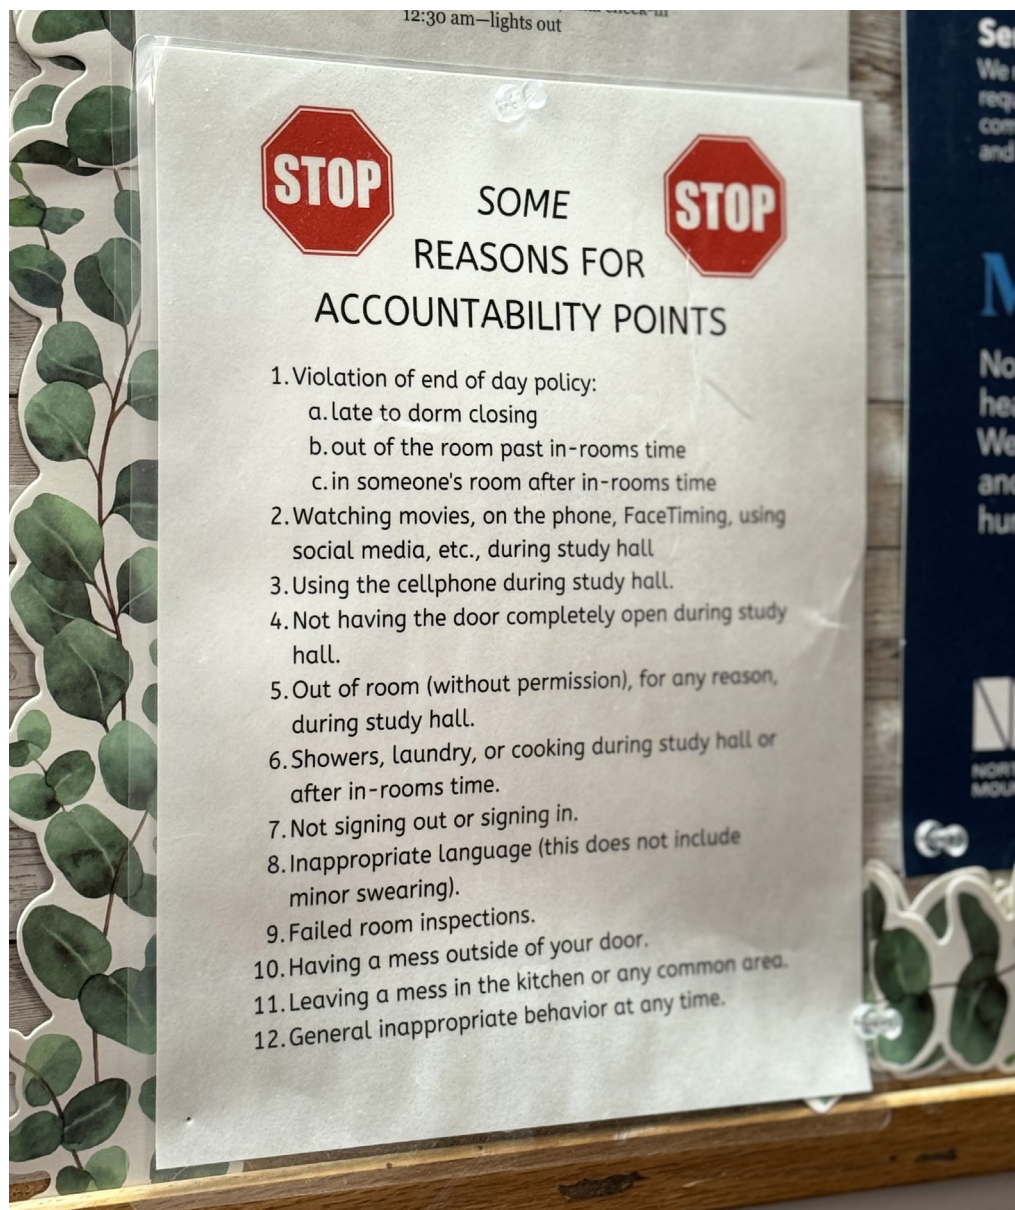 12:30 am—lights out
STOP
STOP
SOME
REASONS FOR
ACCOUNTABILITY POINTS
1. Violation of end of day policy:
a. late to dorm closing
b. out of the room past in-rooms time
c. in someone's room after in-rooms time
2. Watching movies, on the phone, FaceTiming, using
social media, etc., during study hall
3. Using the cellphone during study hall.
4. Not having the door completely open during study
hall.
5. Out of room (without permission), for any reason,
during study hall.
6. Showers, laundry, or cooking during study hall or
after in-rooms time.
7. Not signing out or signing in.
8. Inappropriate language (this does not include
minor swearing).
9. Failed room inspections.
10. Having a mess outside of your door.
11. Leaving a mess in the kitchen or any common area.
12. General inappropriate behavior at any time.
We
and
We